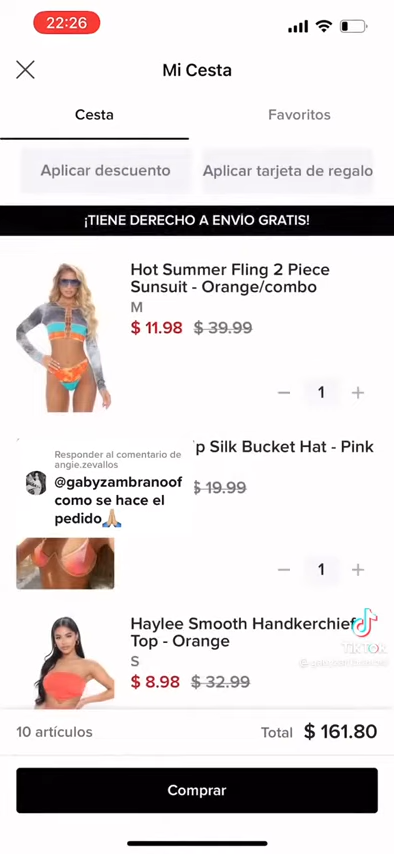 22:26
Mi Cesta
Cesta
Favoritos
Aplicar descuento
Aplicar tarjeta de regalo
¡TIENE DERECHO A ENVÍO GRATIS!
Hot Summer Fling 2 Piece
Sunsuit - Orange/combo
M
$ 11.98 $ 39.99
− 1 +
p Silk Bucket Hat - Pink
$ 19.99
Responder al comentario de
angie.zevallos
@gabyzambranoof
como se hace el
pedido🙏🏼
− 1 +
Haylee Smooth Handkerchief
Top - Orange
S
$ 8.98 $ 32.99
TikTok
10 artículos
Total $ 161.80
Comprar